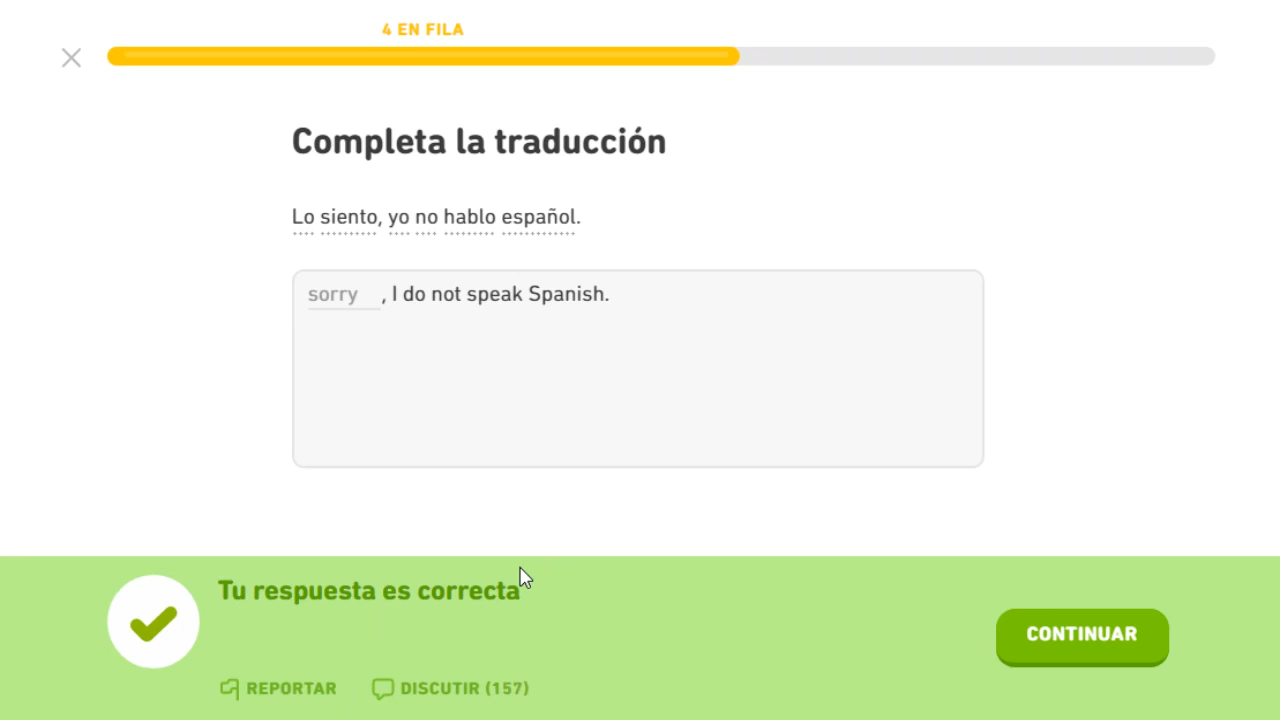 4 EN FILA
Completa la traducción
Lo siento, yo no hablo español.
sorry , I do not speak Spanish.
Tu respuesta es correcta
CONTINUAR
REPORTAR DISCUTIR (157)